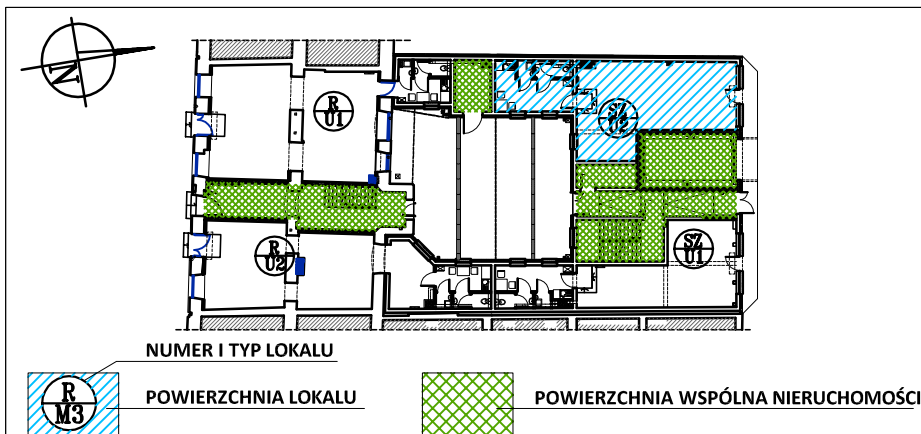 N
R
U1
SZ
U2
R
U2
SZ
U1
NUMER I TYP LOKALU
R
M3
POWIERZCHNIA LOKALU
POWIERZCHNIA WSPÓLNA NIERUCHOMOŚCI